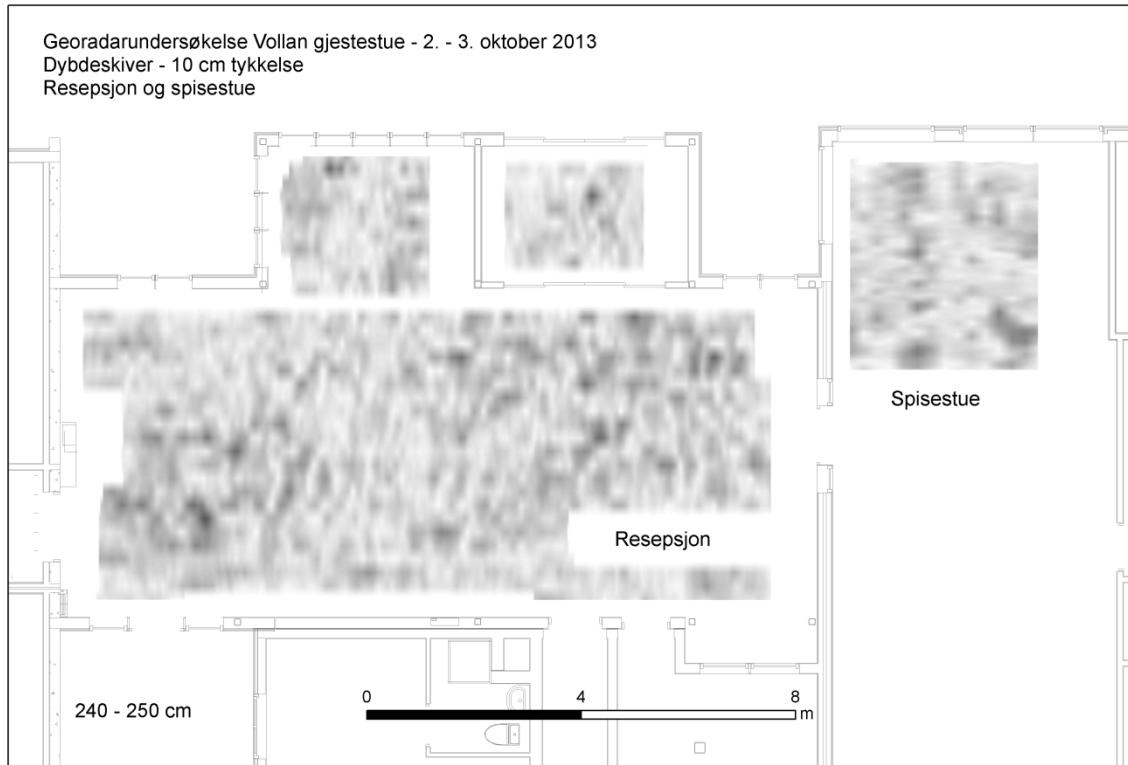 Georadarundersøkelse Vollan gjestestue - 2. - 3. oktober 2013
Dybdeskiver - 10 cm tykkelse
Resepsjon og spisestue
Spisestue
Resepsjon
240 - 250 cm
0 4 8
m